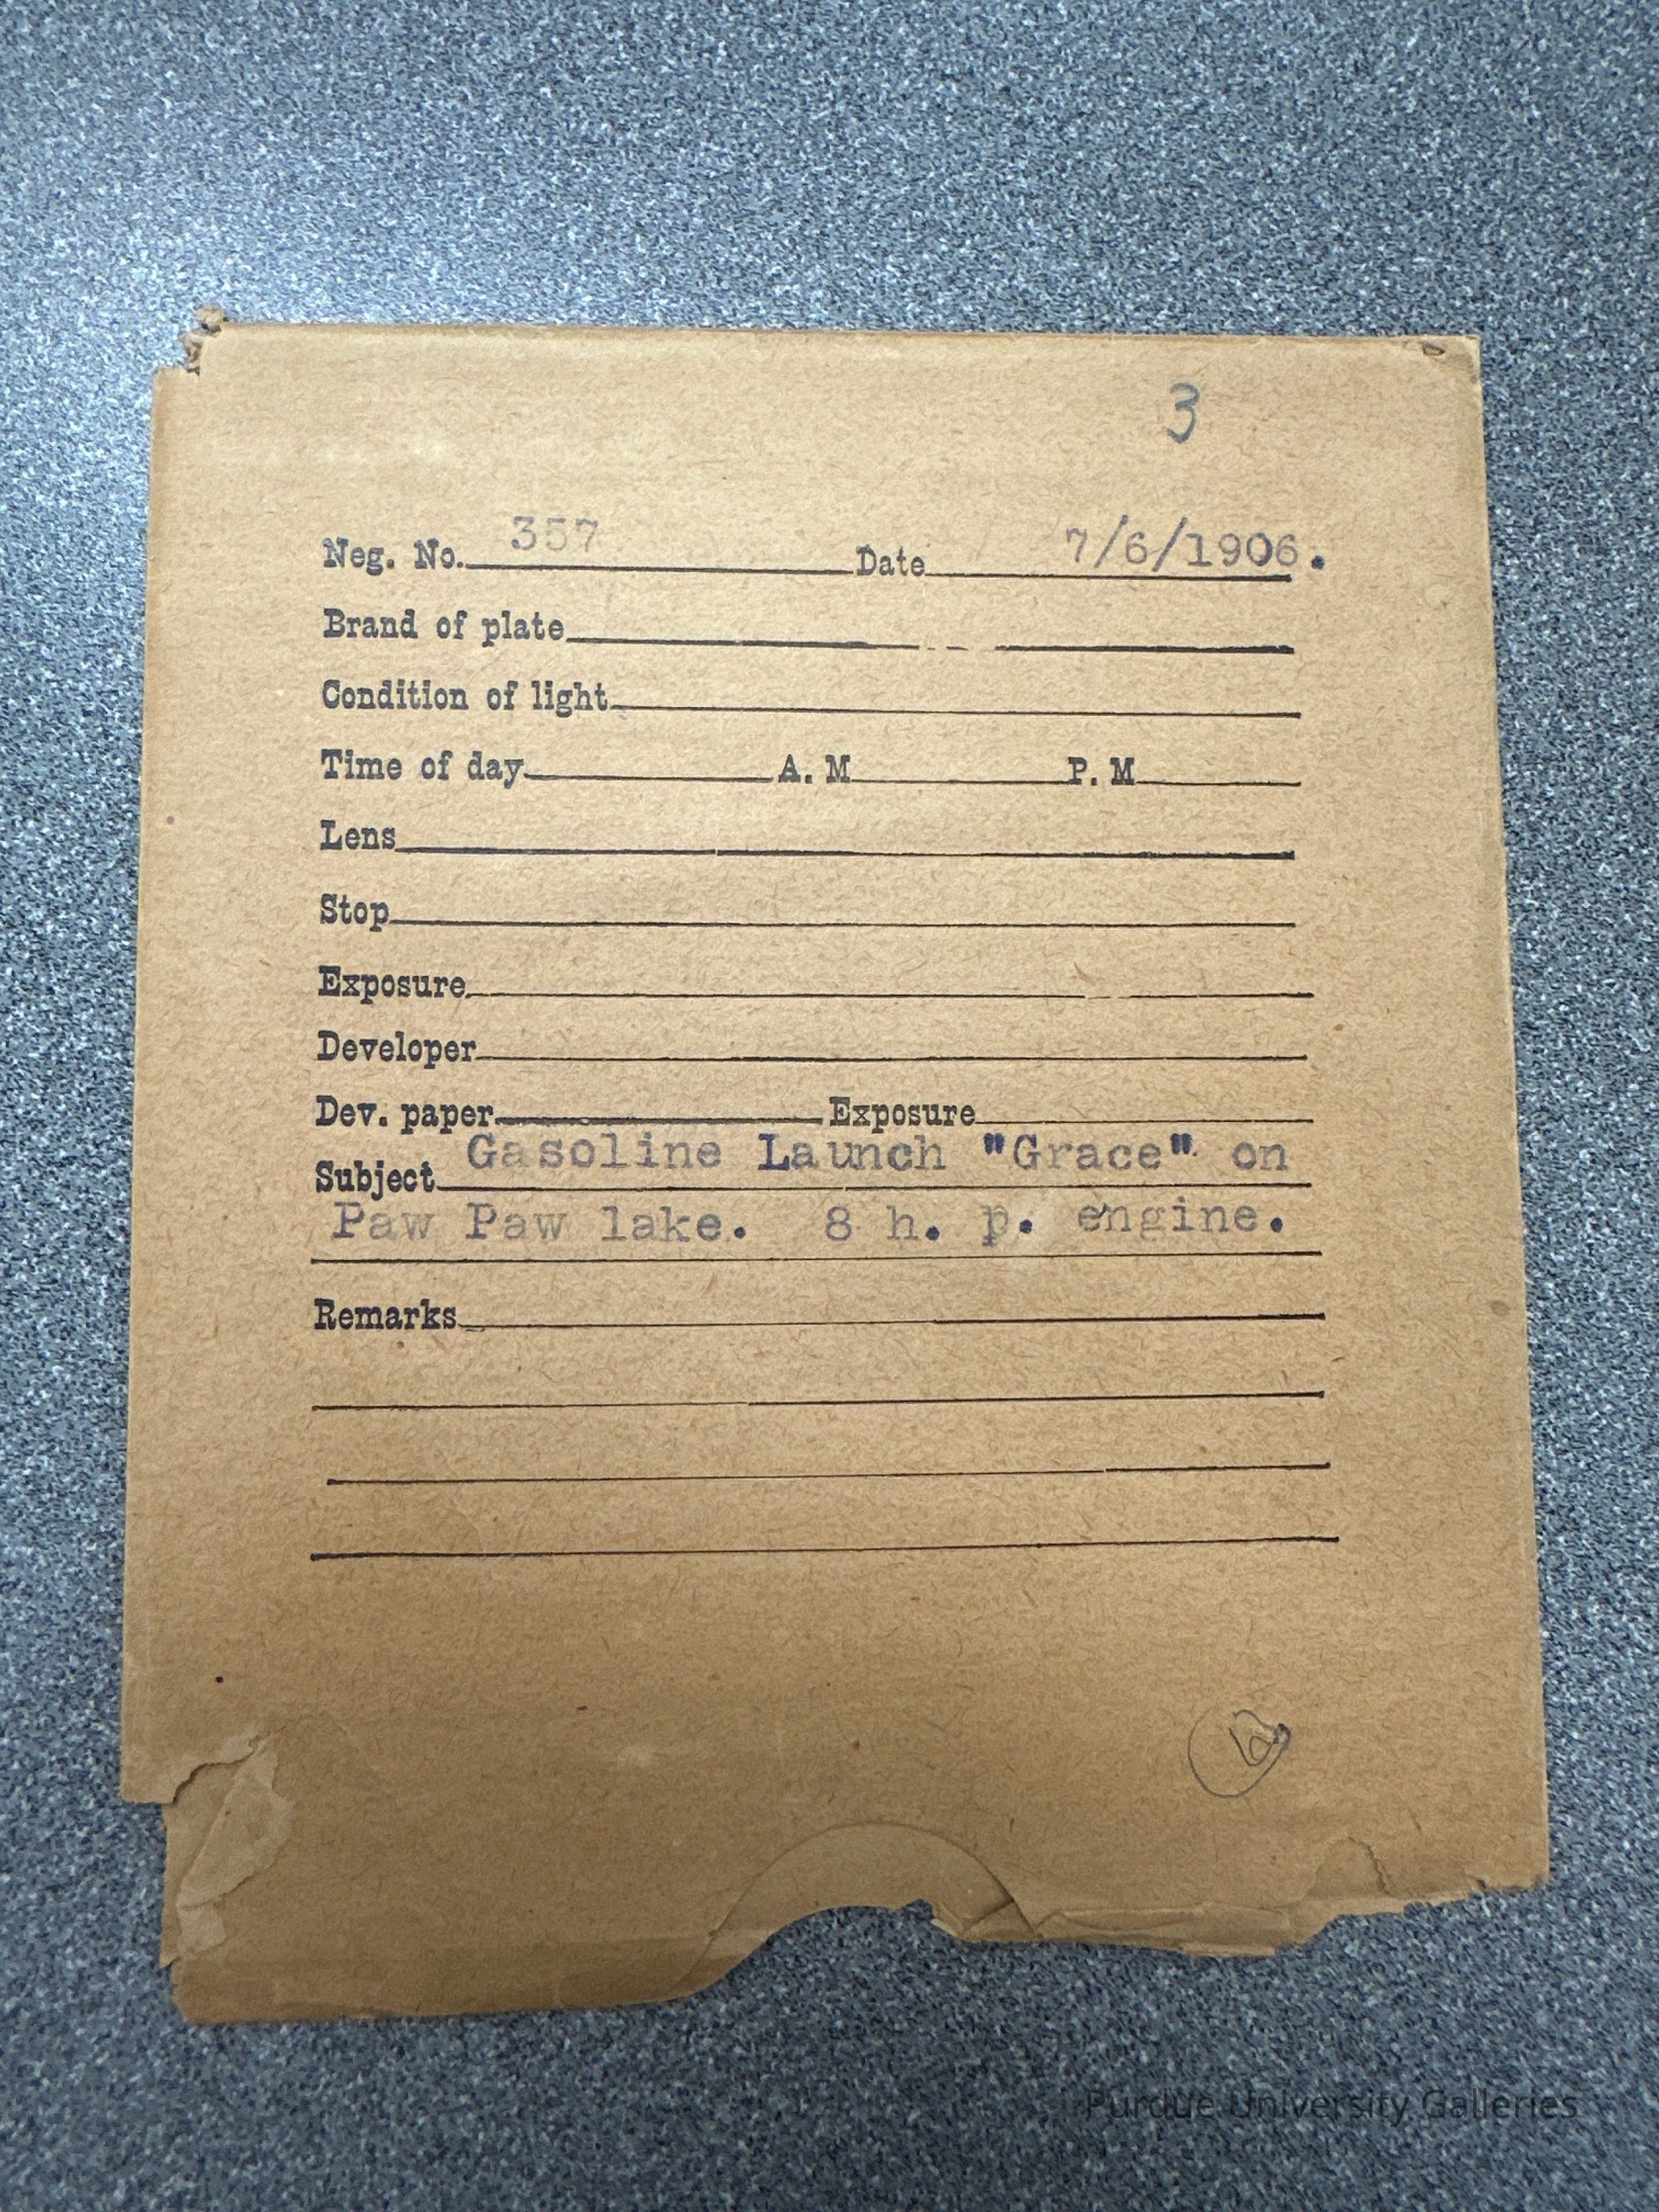 3
Neg. No. 357 Date 7/6/1906.
Brand of plate
Condition of light
Time of day A. M P. M
Lens
Stop
Exposure
Developer
Dev. paper Exposure
Subject Gasoline Launch "Grace" on
Paw Paw lake. 8 h. p. engine.
Remarks
Purdue University Galleries